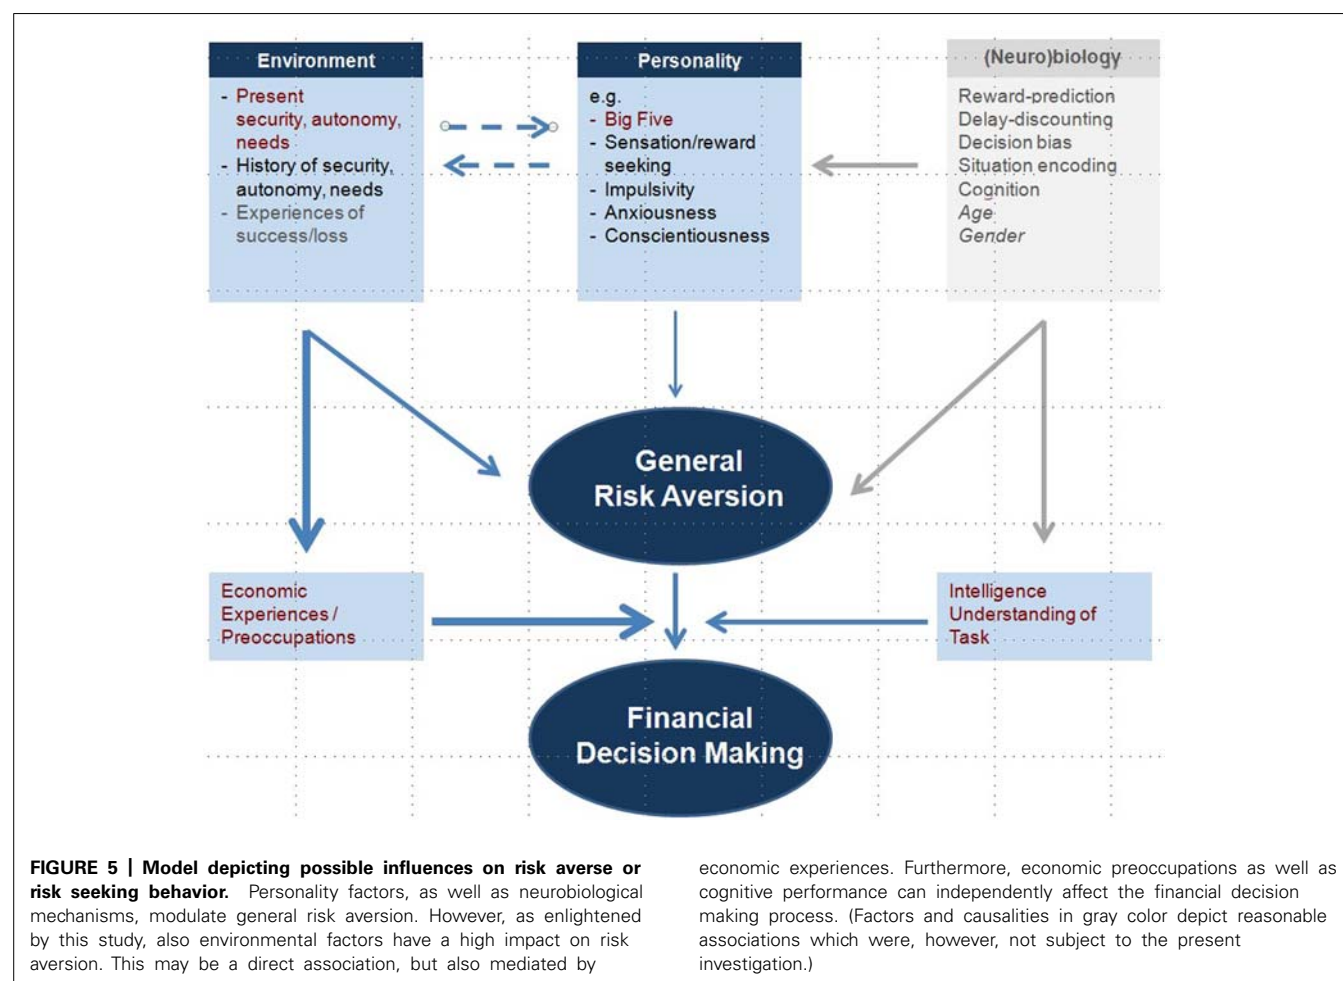 Environment
- Present
security, autonomy,
needs
- History of security,
autonomy, needs
- Experiences of
success/loss
Personality
e.g.
- Big Five
- Sensation/reward
seeking
- Impulsivity
- Anxiousness
- Conscientiousness
(Neuro)biology
Reward-prediction
Delay-discounting
Decision bias
Situation encoding
Cognition
Age
Gender
General
Risk Aversion
Economic
Experiences /
Preoccupations
Intelligence
Understanding of
Task
Financial
Decision Making
FIGURE 5 | Model depicting possible influences on risk averse or
risk seeking behavior. Personality factors, as well as neurobiological
mechanisms, modulate general risk aversion. However, as enlightened
by this study, also environmental factors have a high impact on risk
aversion. This may be a direct association, but also mediated by
economic experiences. Furthermore, economic preoccupations as well as
cognitive performance can independently affect the financial decision
making process. (Factors and causalities in gray color depict reasonable
associations which were, however, not subject to the present
investigation.)